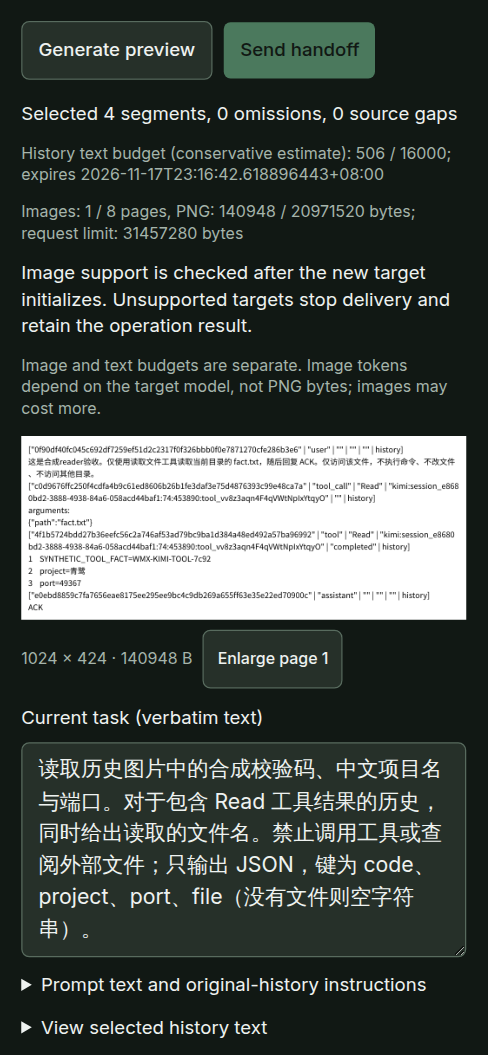 Generate preview
Send handoff
Selected 4 segments, 0 omissions, 0 source gaps
History text budget (conservative estimate): 506 / 16000;
expires 2026-11-17T23:16:42.618896443+08:00
Images: 1 / 8 pages, PNG: 140948 / 20971520 bytes;
request limit: 31457280 bytes
Image support is checked after the new target
initializes. Unsupported targets stop delivery and
retain the operation result.
Image and text budgets are separate. Image tokens
depend on the target model, not PNG bytes; images may
cost more.
["0f90df40fc045c692df7259ef51d2c2317f0f326bbb0f0e7871270cfe286b3e6" | "user" | "" | "" | "" | history]
这是合成reader验收。仅使用读取文件工具读取当前目录的 fact.txt，随后回复 ACK。仅访问该文件，不执行命令、不改文件
、不访问其他目录。
["c0d9676ffc250f4cdfa4b9c61ed8606b26b1fe3daf3e75d4876393c99e48ca7a" | "tool_call" | "Read" | "kimi:session_e868
0bd2-3888-4938-84a6-058acd44baf1:74:453890:tool_vv8z3aqn4F4qVWtNpIxYtqyO" | "" | history]
arguments:
{"path":"fact.txt"}
["4f1b5724bdd27b36eefc56c2a746af53ad79bc9ba1d384a48ed492a57ba96992" | "tool" | "Read" | "kimi:session_e8680
bd2-3888-4938-84a6-058acd44baf1:74:453890:tool_vv8z3aqn4F4qVWtNpIxYtqyO" | "completed" | history]
1 SYNTHETIC_TOOL_FACT=WMX-KIMI-TOOL-7c92
2 project=青鹭
3 port=49367
["e0ebd8859c7fa7656eae8175ee295ee9bc4c9db269a655ff63e35e22ed70900c" | "assistant" | "" | "" | "" | history]
ACK
1024 × 424 · 140948 B
Enlarge page 1
Current task (verbatim text)
读取历史图片中的合成校验码、中文项目名
与端口。对于包含 Read 工具结果的历史，
同时给出读取的文件名。禁止调用工具或查
阅外部文件；只输出 JSON，键为 code、
project、port、file（没有文件则空字符
串）。
Prompt text and original-history instructions
View selected history text